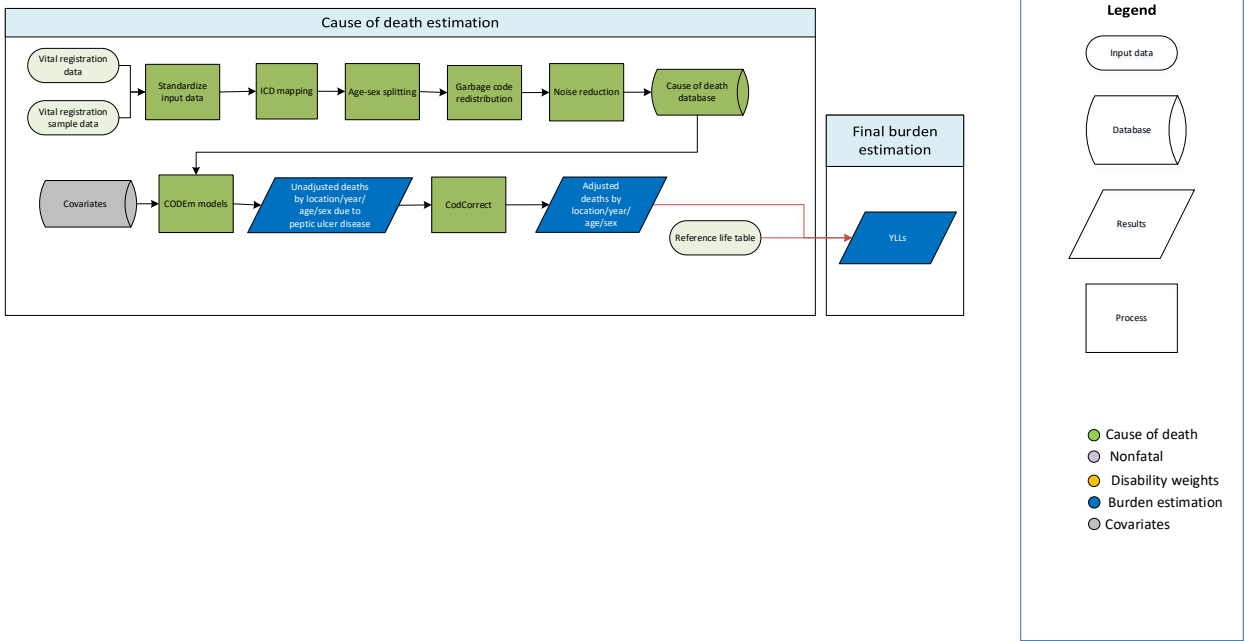 Cause of death estimation
Vital registration
data
Vital registration
sample data
Standardize
input data
ICD mapping
Age-sex splitting
Garbage code
redistribution
Noise reduction
Cause of death
database
Covariates
CODEm models
Unadjusted deaths
by location/year/
age/sex due to
peptic ulcer disease
CodCorrect
Adjusted
deaths by
location/year/
age/sex
Reference life table
Final burden
estimation
YLLs
Legend
Input data
Database
Results
Process
Cause of death
Nonfatal
Disability weights
Burden estimation
Covariates